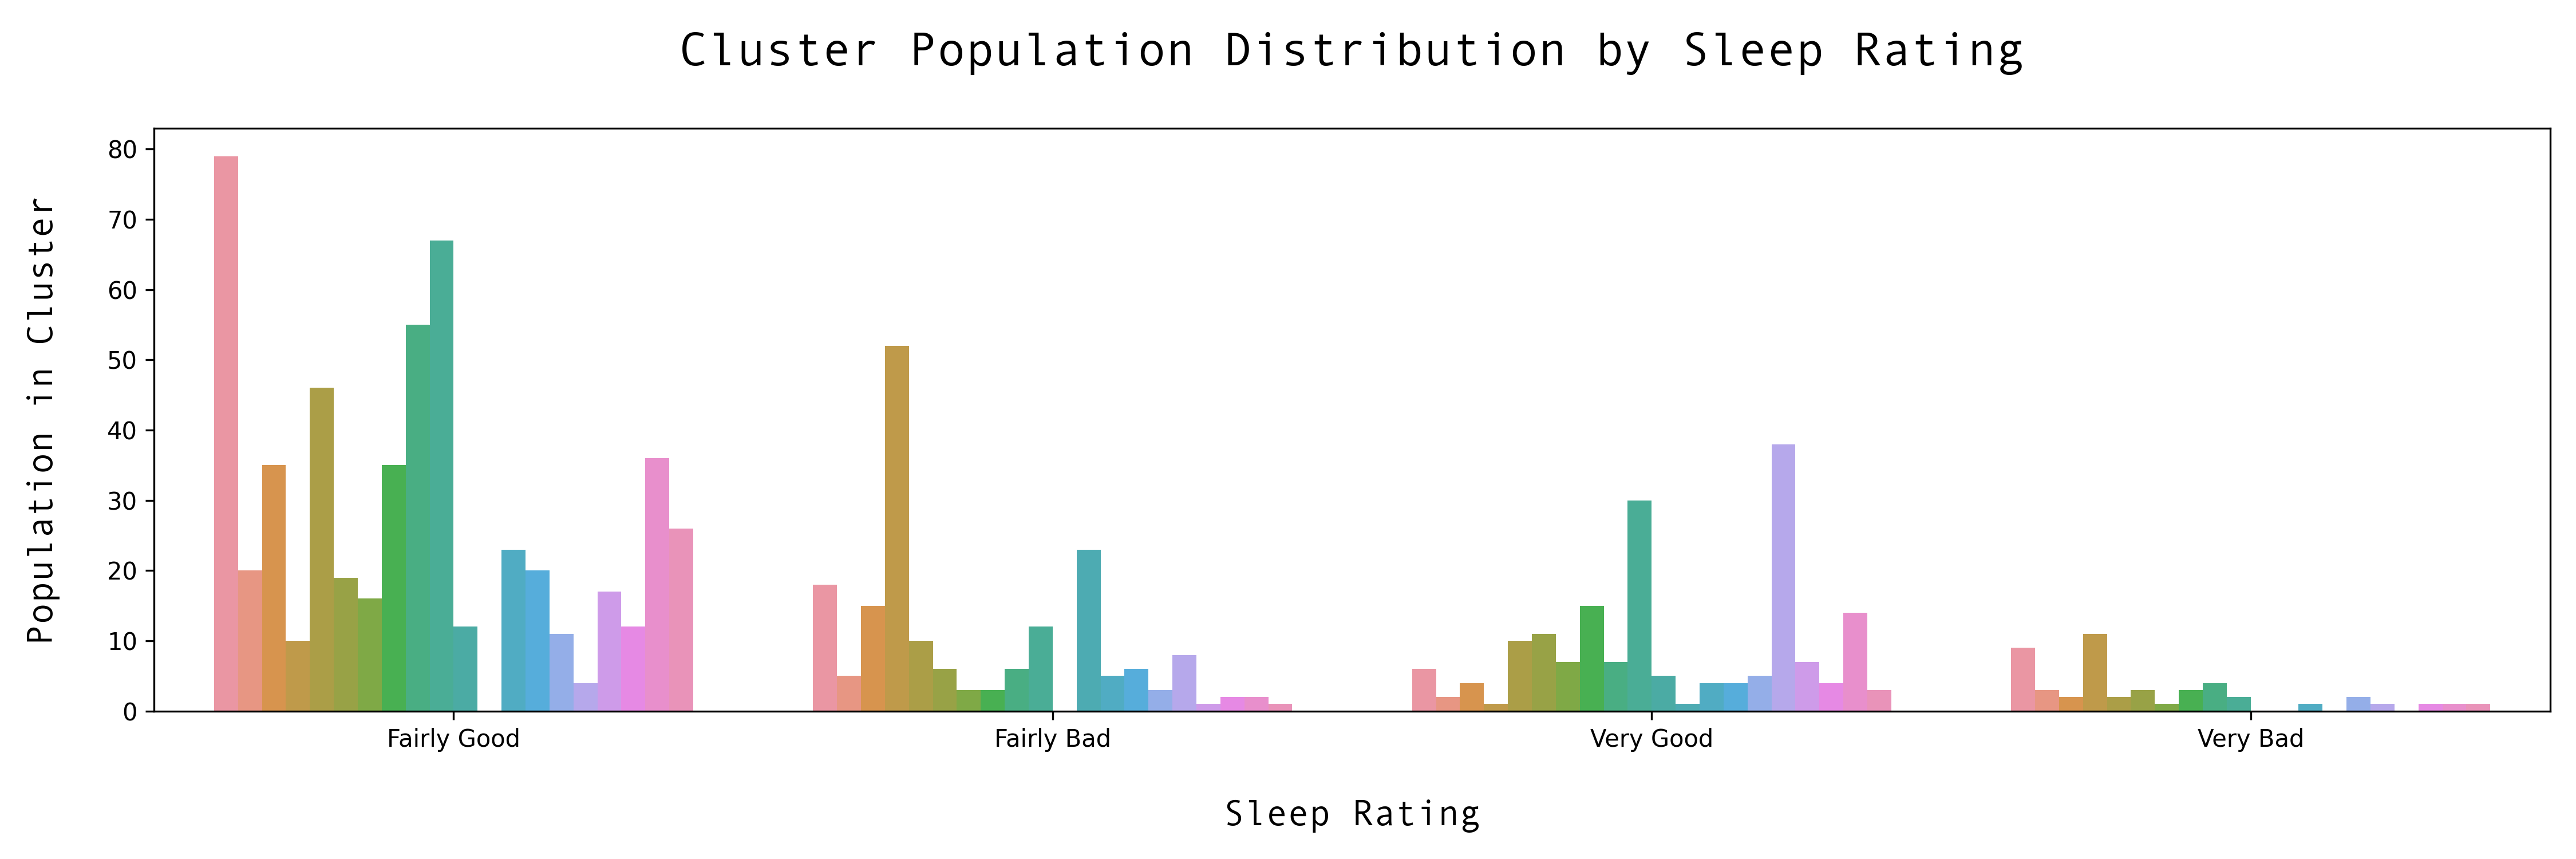 Cluster Population Distribution by Sleep Rating
Population in Cluster
80
70
60
50
40
30
20
10
0
Fairly Good
Fairly Bad
Very Good
Very Bad
Sleep Rating